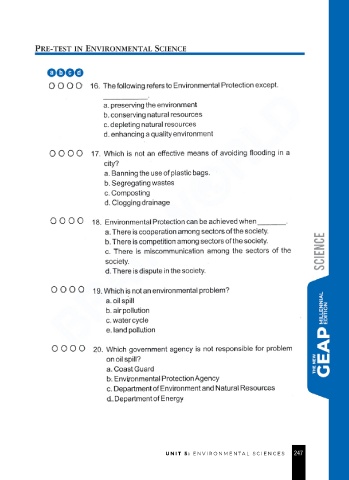 PRE-TEST IN ENVIRONMENTAL SCIENCE
a b c d
16. The following refers to Environmental Protection except.
__________.
a. preserving the environment
b. conserving natural resources
c. depleting natural resources
d. enhancing a quality environment
17. Which is not an effective means of avoiding flooding in a
city?
a. Banning the use of plastic bags.
b. Segregating wastes
c. Composting
d. Clogging drainage
18. Environmental Protection can be achieved when ______.
a. There is cooperation among sectors of the society.
b. There is competition among sectors of the society.
c. There is miscommunication among the sectors of the
society.
d. There is dispute in the society.
19. Which is not an environmental problem?
a. oil spill
b. air pollution
c. water cycle
e. land pollution
20. Which government agency is not responsible for problem
on oil spill?
a. Coast Guard
b. Environmental Protection Agency
c. Department of Environment and Natural Resources
d. Department of Energy
SCIENCE
THE NEW
GEAP
MILLENNIAL
EDITION
UNIT 5: ENVIRONMENTAL SCIENCES 247